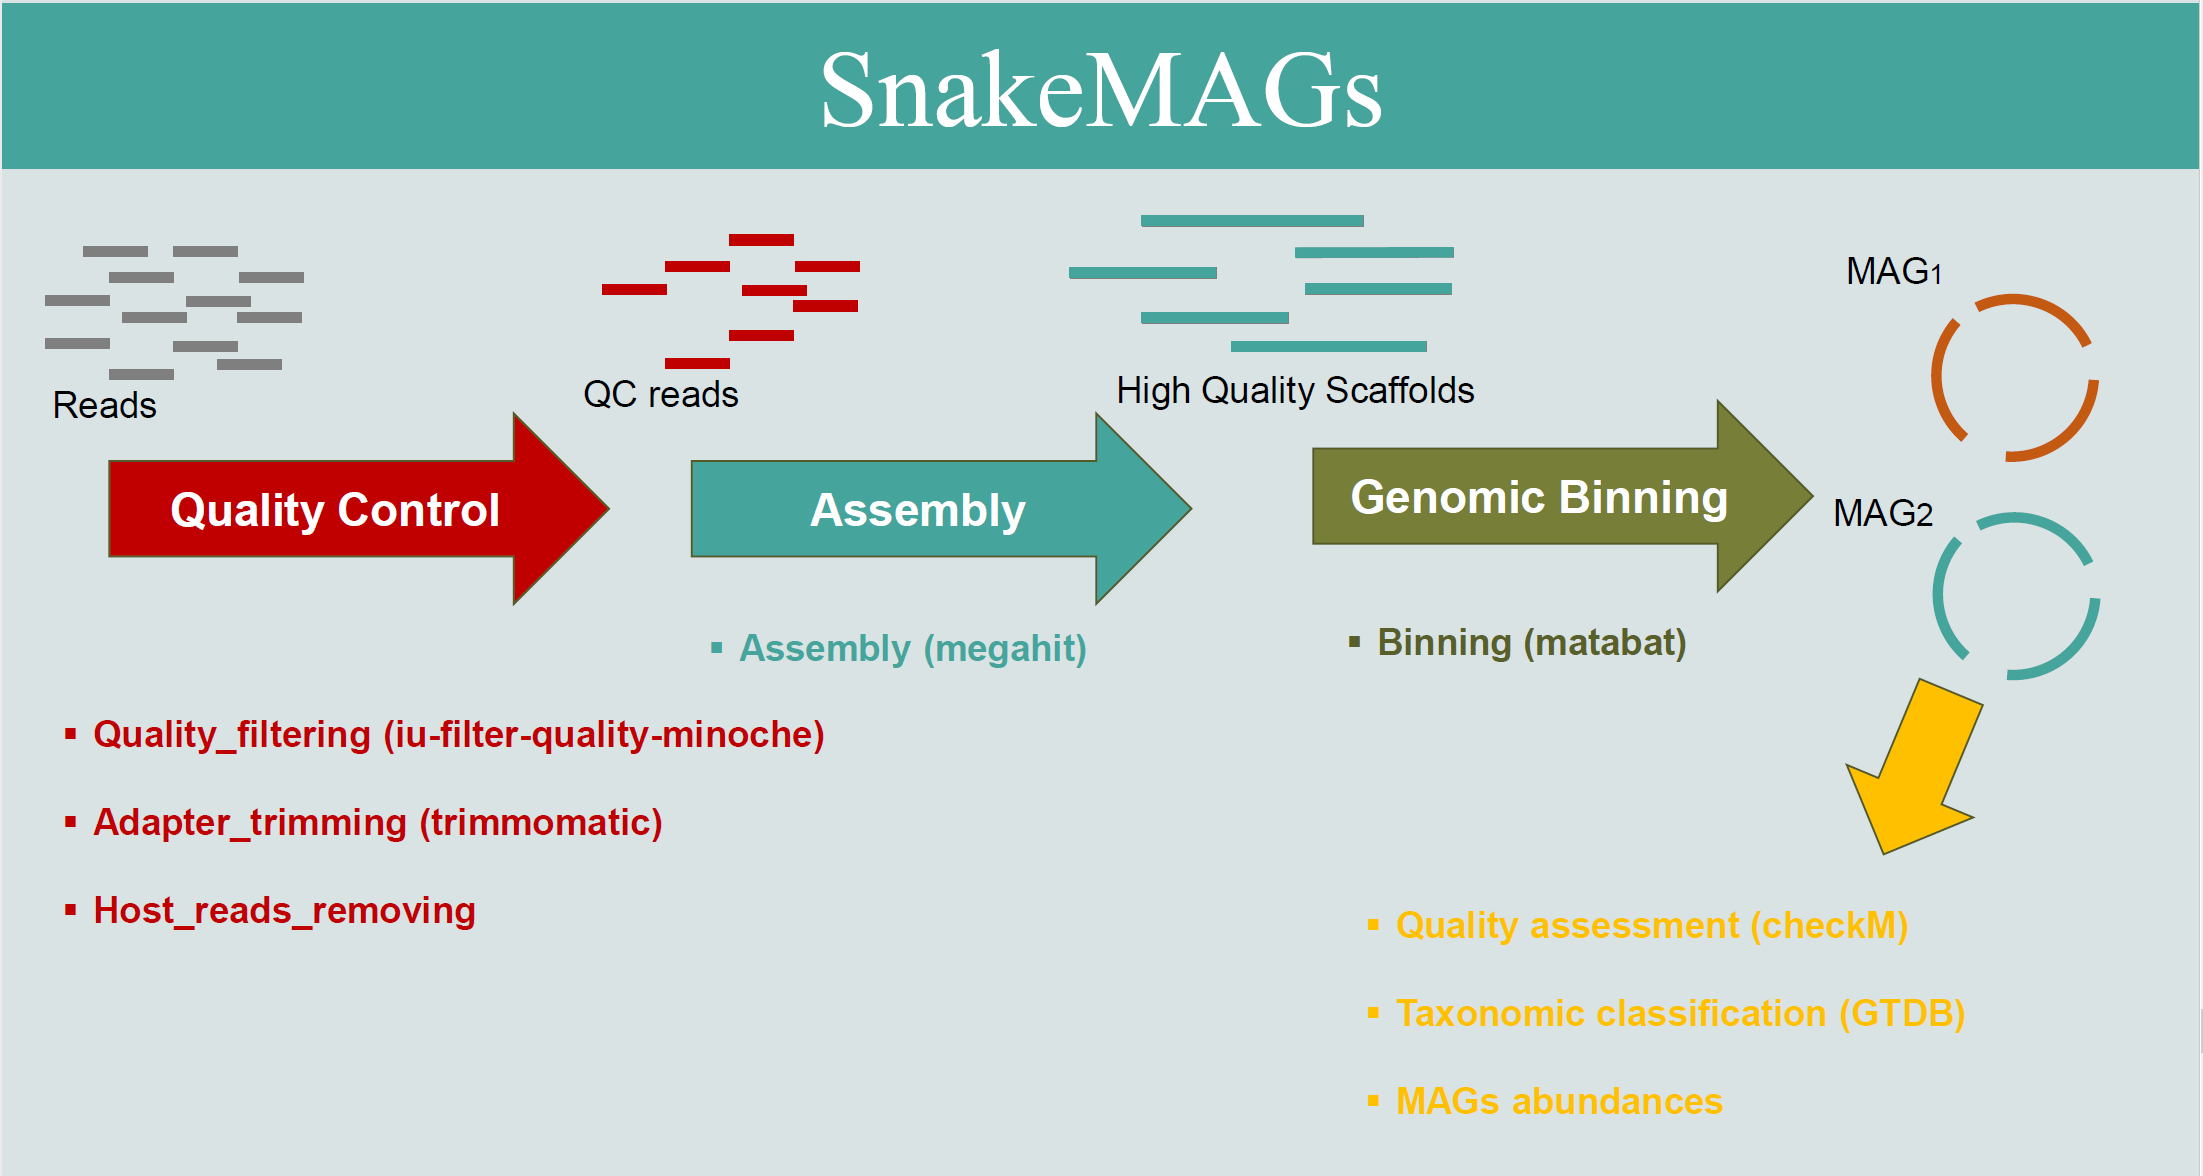 SnakeMAGs
Reads
QC reads
High Quality Scaffolds
MAG1
MAG2
Quality Control
Assembly
Genomic Binning
▪ Assembly (megahit)
▪ Binning (matabat)
▪ Quality_filtering (iu-filter-quality-minoche)
▪ Adapter_trimming (trimmomatic)
▪ Host_reads_removing
▪ Quality assessment (checkM)
▪ Taxonomic classification (GTDB)
▪ MAGs abundances